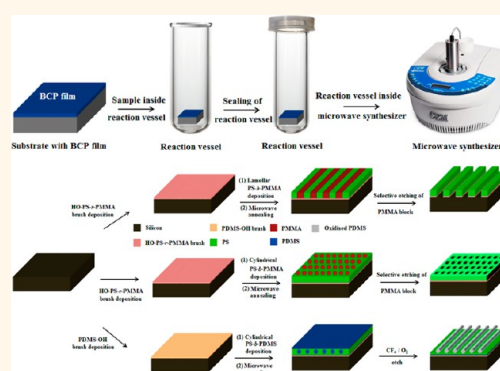 BCP film
Substrate with BCP film
Sample inside
reaction vessel
Reaction vessel
Sealing of
reaction vessel
Reaction vessel
Reaction vessel inside
microwave synthesizer
Microwave synthesizer
HO-PS-r-PMMA
brush deposition
(1) Lamellar
PS-b-PMMA
deposition
(2) Microwave
annealing
Selective etching of
PMMA block
Silicon
PDMS-OH brush
PMMA
Oxidised PDMS
HO-PS-r-PMMA brush
PS
PDMS
HO-PS-r-PMMA
brush deposition
(1) Cylindrical
PS-b-PMMA
deposition
(2) Microwave
annealing
Selective etching of
PMMA block
PDMS-OH
brush deposition
(1) Cylindrical
PS-b-PDMS
deposition
(2) Microwave
CF₄ / O₂
etch